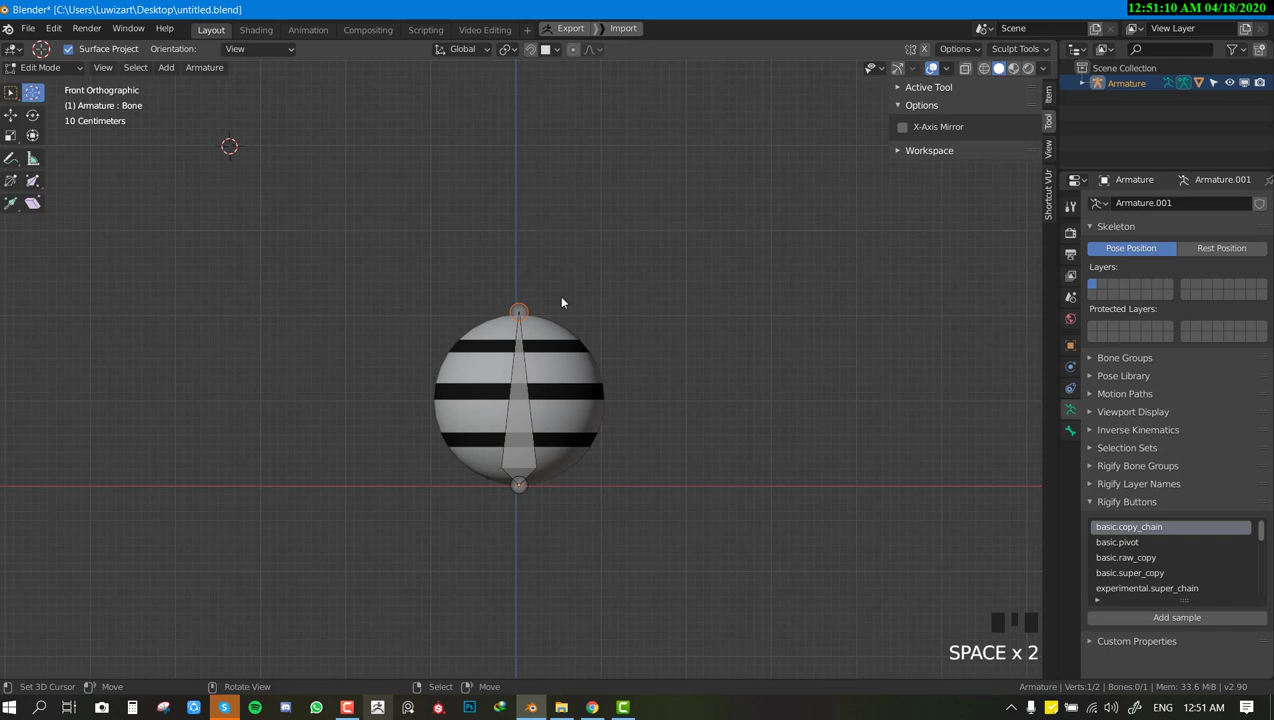 Blender* [C:\Users\Luwizart\Desktop\untitled.blend]
12:51:10 AM 04/18/2020
File Edit Render Window Help
Layout Shading Animation Compositing Scripting Video Editing Export Import
Scene
View Layer
Surface Project Orientation: View
Global
X Options Sculpt Tools
Edit Mode View Select Add Armature
Scene Collection
Armature
Front Orthographic
(1) Armature : Bone
10 Centimeters
Active Tool
Options
X-Axis Mirror
Workspace
Item
Tool
View
Shortcut VUr
Armature Armature.001
Armature.001
Skeleton
Pose Position Rest Position
Layers:
Protected Layers:
Bone Groups
Pose Library
Motion Paths
Viewport Display
Inverse Kinematics
Selection Sets
Rigify Bone Groups
Rigify Layer Names
Rigify Buttons
basic.copy_chain
basic.pivot
basic.raw_copy
basic.super_copy
experimental.super_chain
Add sample
Custom Properties
SPACE x 2
Set 3D Cursor Move Rotate View Select Move
Armature | Verts:1/2 | Bones:0/1 | Mem: 33.6 MiB | v2.90
ENG 12:51 AM